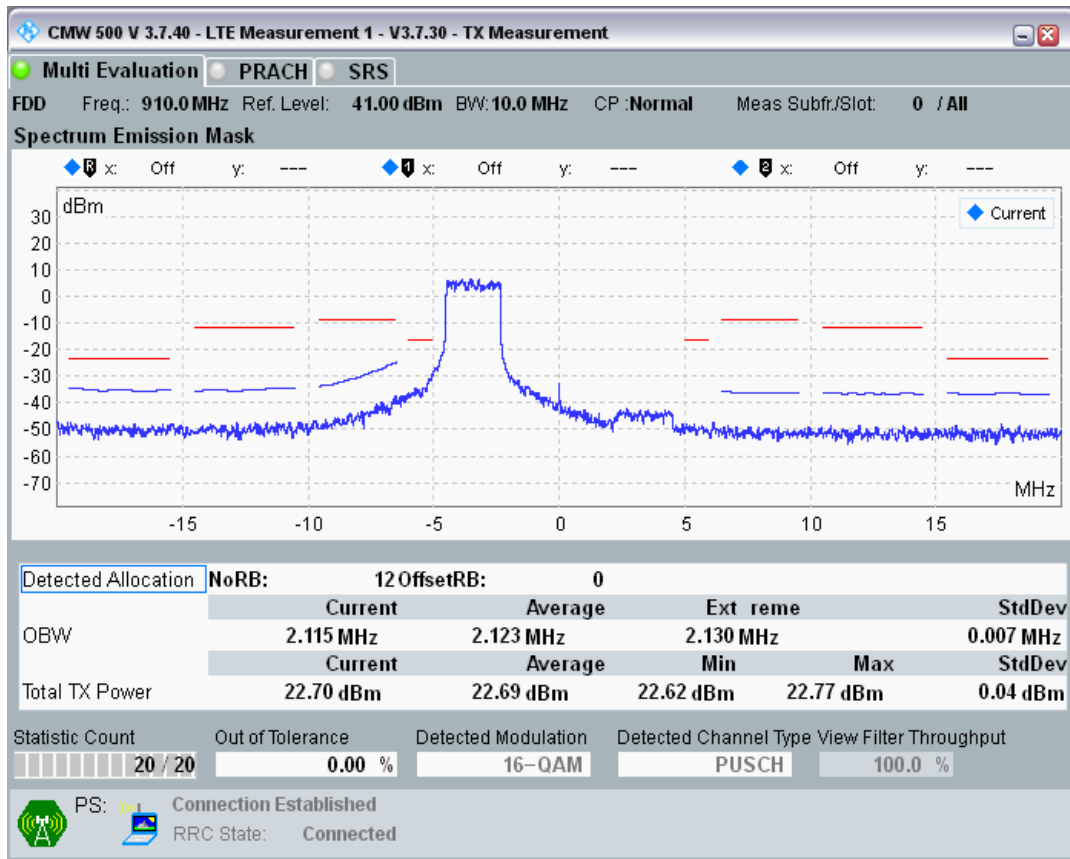 CMW 500 V 3.7.40 - LTE Measurement 1 - V3.7.30 - TX Measurement
Multi Evaluation PRACH SRS
FDD Freq.: 910.0 MHz Ref. Level: 41.00 dBm BW: 10.0 MHz CP :Normal Meas Subfr./Slot: 0 / All
Spectrum Emission Mask
R x: Off y: --- 1 x: Off y: --- 2 x: Off y: ---
dBm
Current
30
20
10
0
-10
-20
-30
-40
-50
-60
-70
MHz
-15 -10 -5 0 5 10 15
Detected Allocation NoRB: 12 OffsetRB: 0
Current Average Ext reme StdDev
OBW 2.115 MHz 2.123 MHz 2.130 MHz 0.007 MHz
Current Average Min Max StdDev
Total TX Power 22.70 dBm 22.69 dBm 22.62 dBm 22.77 dBm 0.04 dBm
Statistic Count Out of Tolerance Detected Modulation Detected Channel Type View Filter Throughput
20 / 20 0.00 % 16-QAM PUSCH 100.0 %
PS: Connection Established
RRC State: Connected